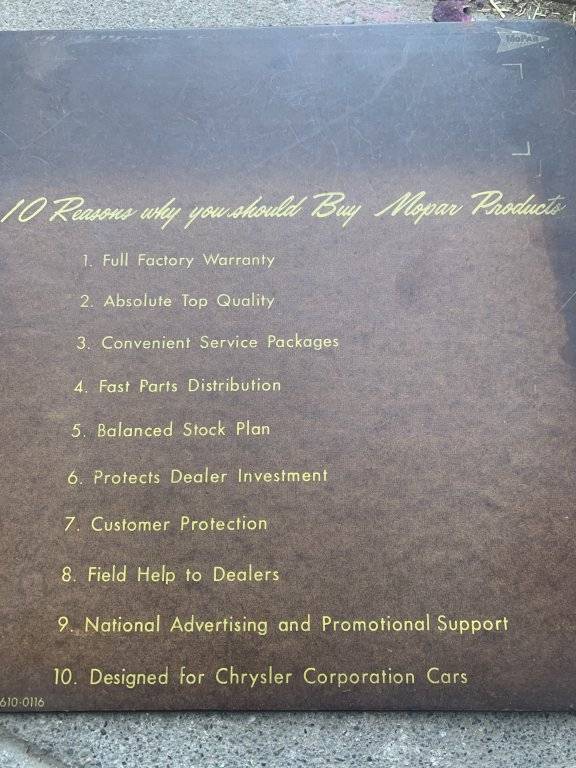 MOPAR
10 Reasons why you should Buy Mopar Products
1. Full Factory Warranty
2. Absolute Top Quality
3. Convenient Service Packages
4. Fast Parts Distribution
5. Balanced Stock Plan
6. Protects Dealer Investment
7. Customer Protection
8. Field Help to Dealers
9. National Advertising and Promotional Support
10. Designed for Chrysler Corporation Cars
610-0116